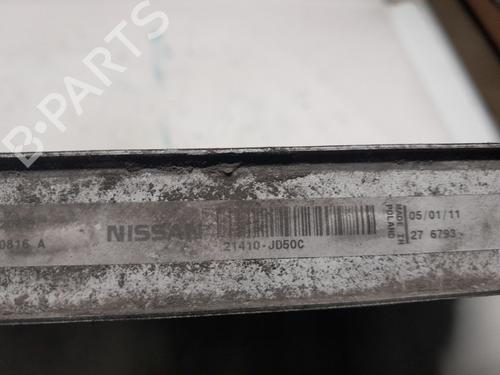 B-PARTS
0816 A
NISSAN
21410-JD50C
MADE IN
POLAND
05/01/11
27 6793-